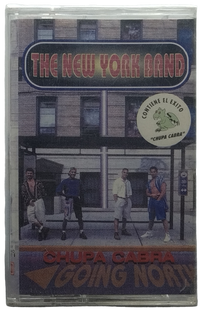 THE NEW YORK BAND
CONTIENE EL EXITO
"CHUPA CABRA"
CHUPA CABRA
GOING NORTH